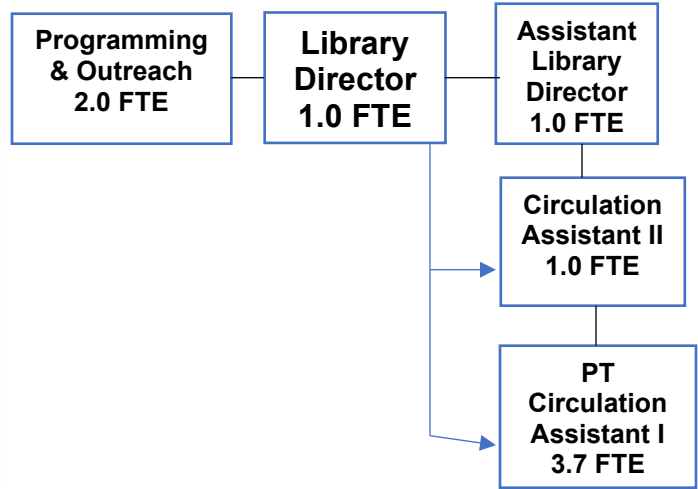 Programming
& Outreach
2.0 FTE
Library
Director
1.0 FTE
Assistant
Library
Director
1.0 FTE
Circulation
Assistant II
1.0 FTE
PT
Circulation
Assistant I
3.7 FTE